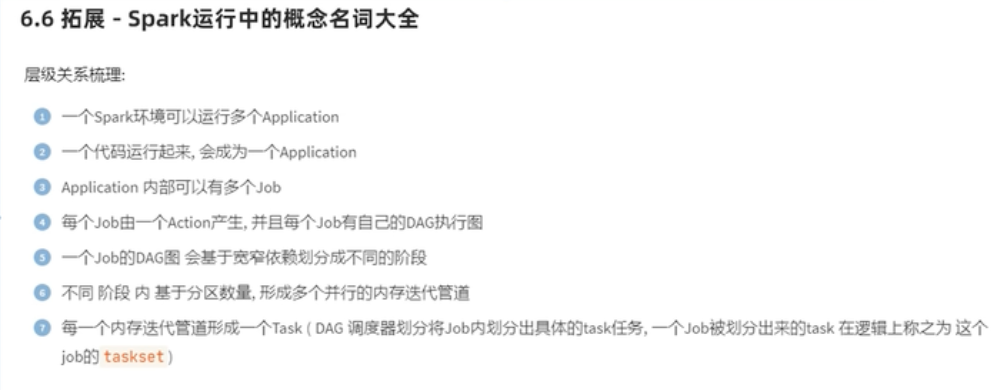 6.6 拓展 - Spark运行中的概念名词大全
层级关系梳理:
1 一个Spark环境可以运行多个Application
2 一个代码运行起来, 会成为一个Application
3 Application 内部可以有多个Job
4 每个Job由一个Action产生, 并且每个Job有自己的DAG执行图
5 一个Job的DAG图 会基于宽窄依赖划分成不同的阶段
6 不同 阶段 内 基于分区数量, 形成多个并行的内存迭代管道
7 每一个内存迭代管道形成一个Task ( DAG 调度器划分将Job内划分出具体的task任务, 一个Job被划分出来的task 在逻辑上称之为 这个
job的 taskset )